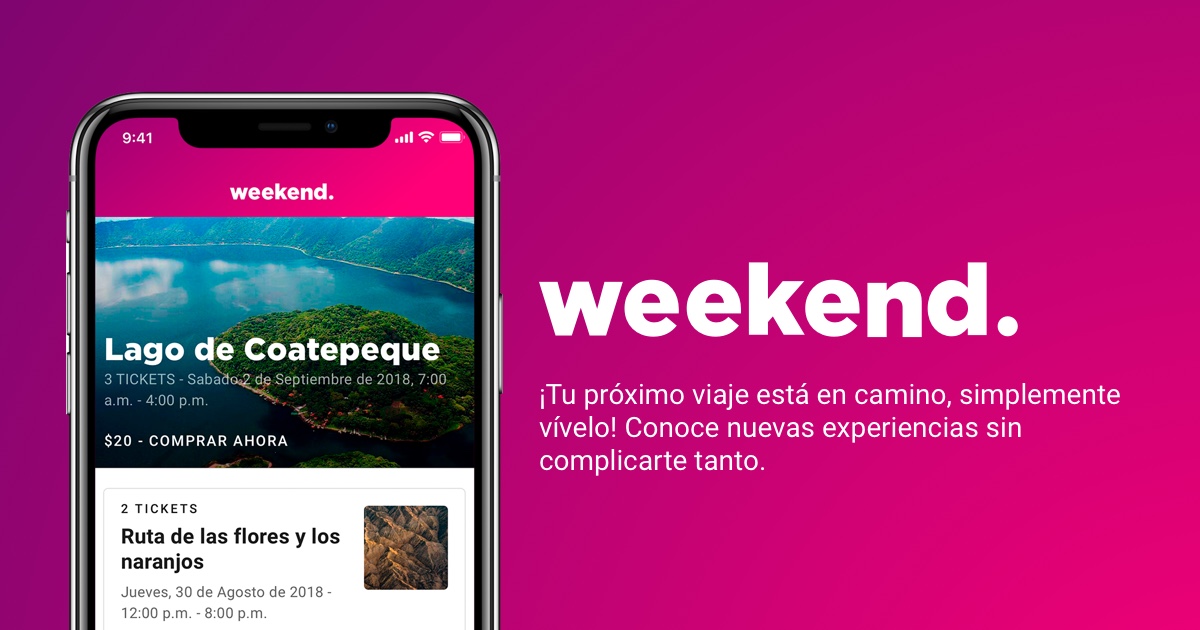 9:41
weekend.
Lago de Coatepeque
3 TICKETS - Sabado 2 de Septiembre de 2018, 7:00
a.m. - 4:00 p.m.
$20 - COMPRAR AHORA
2 TICKETS
Ruta de las flores y los
naranjos
Jueves, 30 de Agosto de 2018 -
12:00 p.m. - 8:00 p.m.
weekend.
¡Tu próximo viaje está en camino, simplemente
vívelo! Conoce nuevas experiencias sin
complicarte tanto.